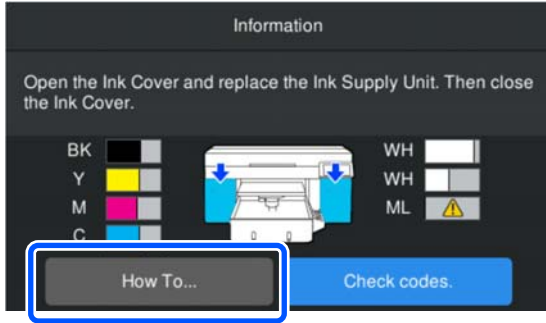 Information
Open the Ink Cover and replace the Ink Supply Unit. Then close
the Ink Cover.
BK
WH
Y
WH
M
ML
C
How To...
Check codes.